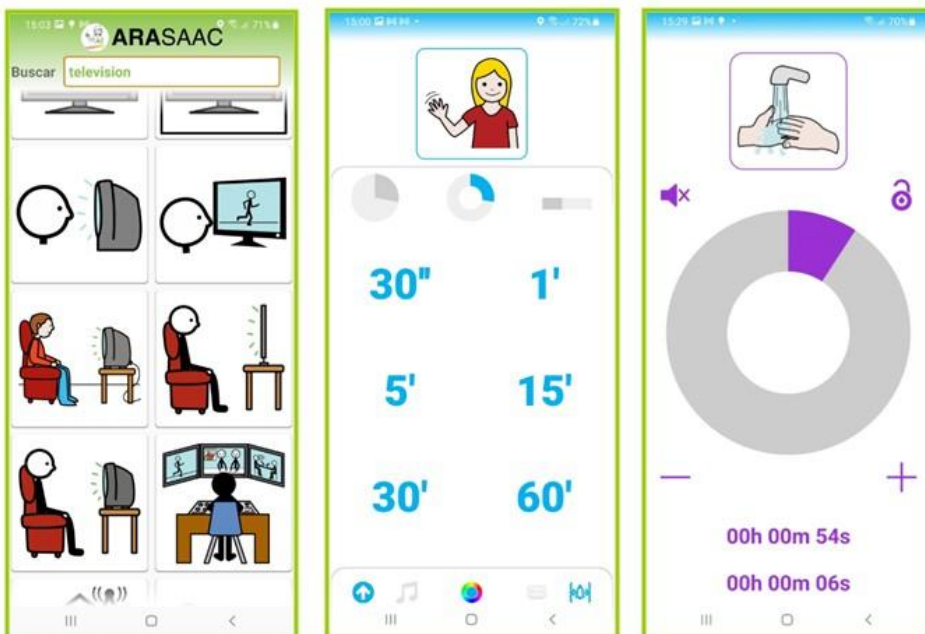 15:03
71%
ARASAAC
Buscar television
15:00
72%
30" 1'
5' 15'
30' 60'
15:29
70%
00h 00m 54s
00h 00m 06s